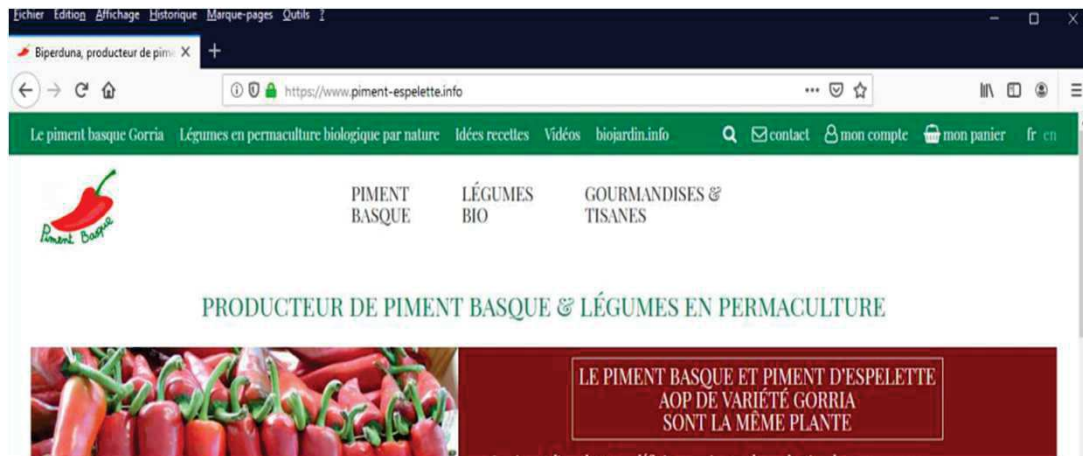 Fichier Edition Affichage Historique Marque-pages Outils ?
Biperduna, producteur de pime
https://www.piment-espelette.info
Le piment basque Gorria Légumes en permaculture biologique par nature Idées recettes Vidéos biojardin.info contact mon compte mon panier fr en
Piment Basque
PIMENT BASQUE
LÉGUMES BIO
GOURMANDISES & TISANES
PRODUCTEUR DE PIMENT BASQUE & LÉGUMES EN PERMACULTURE
LE PIMENT BASQUE ET PIMENT D'ESPELETTE
AOP DE VARIÉTÉ GORRIA
SONT LA MÊME PLANTE